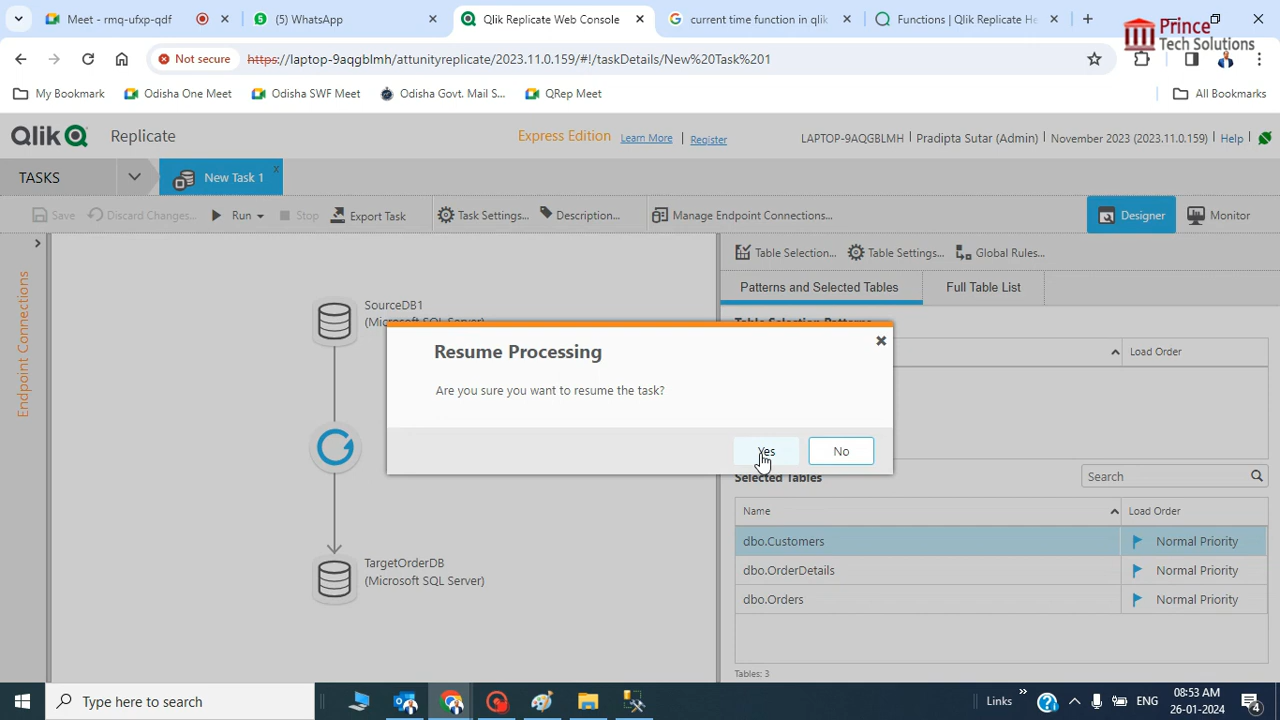 Meet - rmq-ufxp-qdf
(5) WhatsApp
Qlik Replicate Web Console
current time function in qlik
Functions | Qlik Replicate He
Prince
Tech Solutions
Not secure
https://laptop-9aqgblmh/attunityreplicate/2023.11.0.159/#!/taskDetails/New%20Task%201
My Bookmark
Odisha One Meet
Odisha SWF Meet
Odisha Govt. Mail S...
QRep Meet
All Bookmarks
Qlik Replicate
Express Edition
Learn More
Register
LAPTOP-9AQGBLMH
Pradipta Sutar (Admin)
November 2023 (2023.11.0.159)
Help
TASKS
New Task 1
Save
Discard Changes...
Run
Stop
Export Task
Task Settings...
Description...
Manage Endpoint Connections...
Designer
Monitor
Endpoint Connections
SourceDB1
(Microsoft SQL Server)
TargetOrderDB
(Microsoft SQL Server)
Table Selection...
Table Settings...
Global Rules...
Patterns and Selected Tables
Full Table List
Table Selection Patterns
Load Order
Resume Processing
Are you sure you want to resume the task?
Yes
No
Selected Tables
Search
Name
Load Order
dbo.Customers
Normal Priority
dbo.OrderDetails
Normal Priority
dbo.Orders
Normal Priority
Tables: 3
Type here to search
Links
ENG
08:53 AM
26-01-2024
4